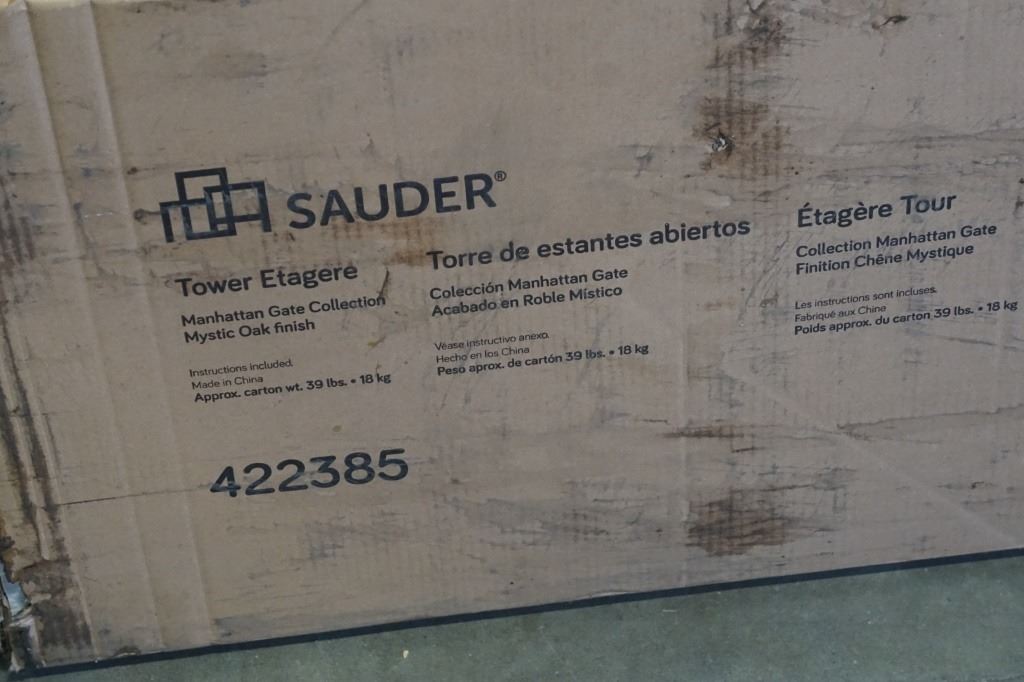 SAUDER®
Tower Etagere
Manhattan Gate Collection
Mystic Oak finish
Instructions included.
Made in China
Approx. carton wt. 39 lbs. • 18 kg
Torre de estantes abiertos
Colección Manhattan Gate
Acabado en Roble Místico
Véase instructivo anexo.
Hecho en los China
Peso aprox. de cartón 39 lbs. • 18 kg
Étagère Tour
Collection Manhattan Gate
Finition Chêne Mystique
Les instructions sont incluses.
Fabriqué aux China
Poids approx. du carton 39 lbs. • 18 kg
422385